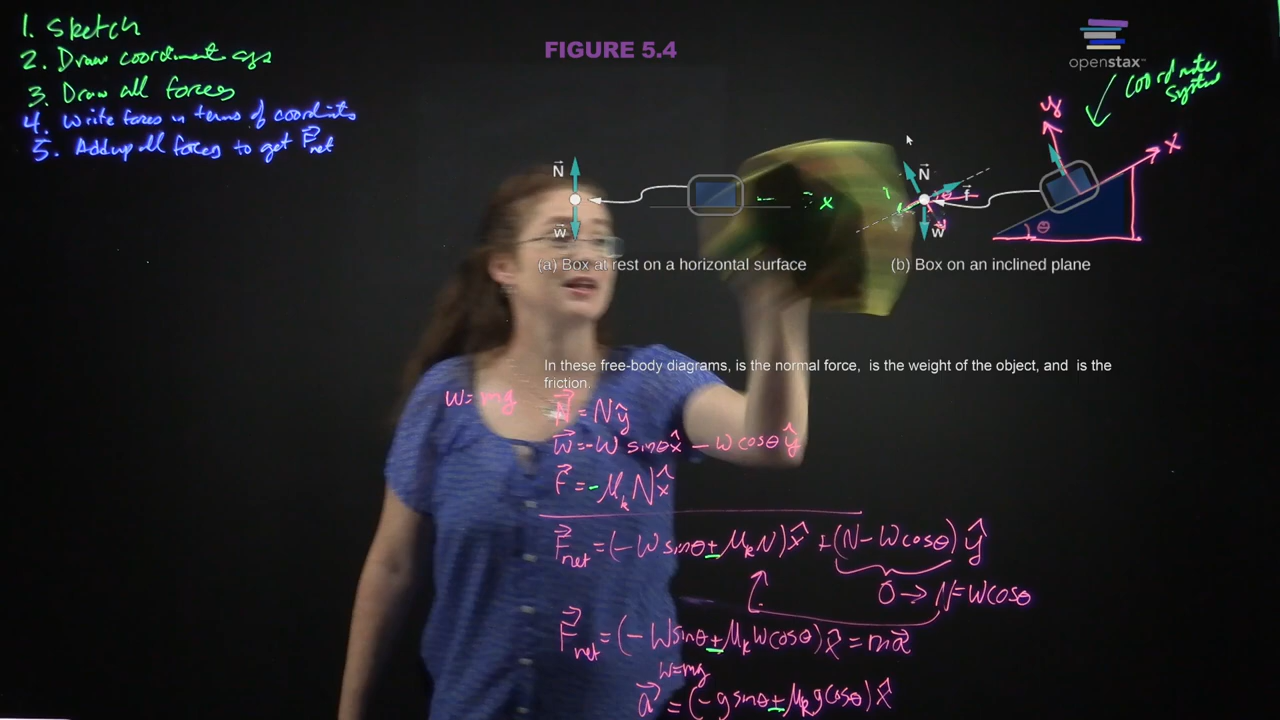 1. Sketch
2. Draw coordinate sys
3. Draw all forces
4. Write forces in terms of coordinates
5. Add up all forces to get F⃗net
FIGURE 5.4
openstax™
coordinate system
y
x
θ
N⃗
w⃗
x
N⃗
f⃗
w⃗
θ
(a) Box at rest on a horizontal surface
(b) Box on an inclined plane
In these free-body diagrams, is the normal force, is the weight of the object, and is the
friction.
W=mg
N⃗ = Nŷ
W⃗=-W sinθx̂ - W cosθ ŷ
F⃗ = -μk N x̂
F⃗net = (-W sinθ ± μk N) x̂ + (N - W cosθ) ŷ
0 → N=W cosθ
F⃗net = (-W sinθ ± μk W cosθ) x̂ = ma⃗
W=mg
a⃗ = (-g sinθ ± μk g cosθ) x̂